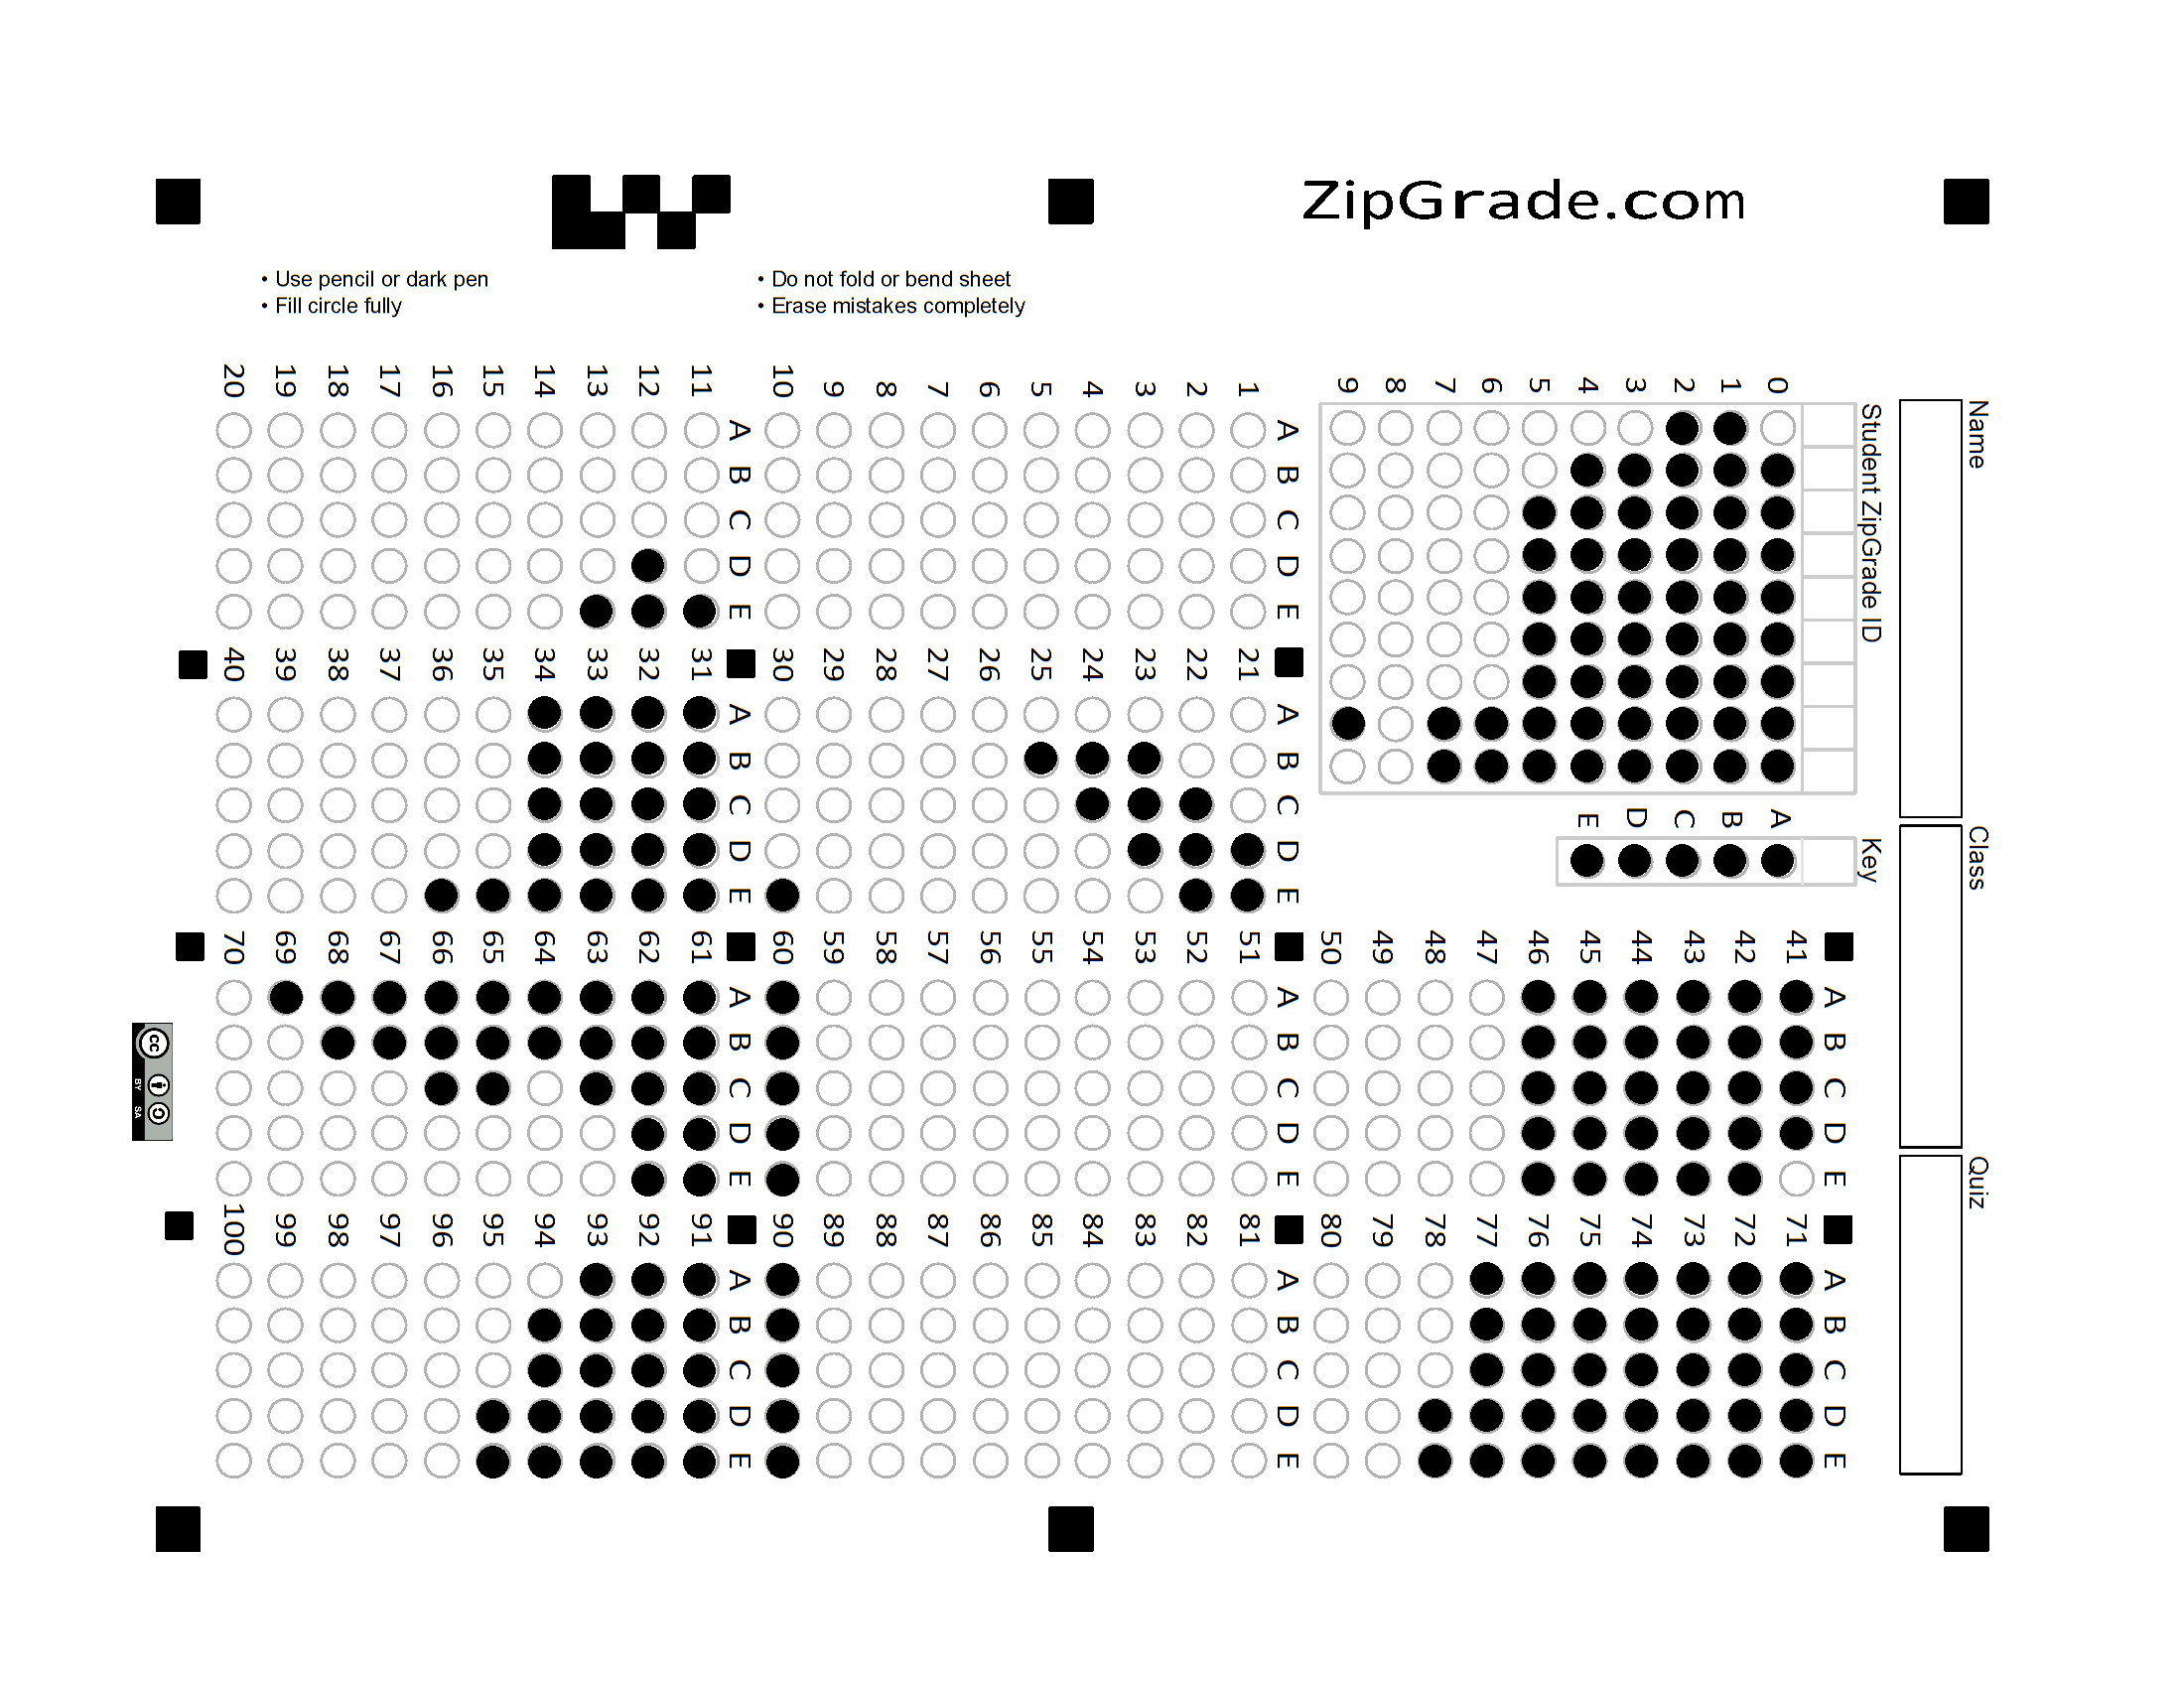 ZipGrade.com
• Use pencil or dark pen
• Fill circle fully
• Do not fold or bend sheet
• Erase mistakes completely
Name
Class
Quiz
Student ZipGrade ID
0 1 2 3 4 5 6 7 8 9
Key
A B C D E
1 2 3 4 5 6 7 8 9 10
A B C D E
11 12 13 14 15 16 17 18 19 20
A B C D E
21 22 23 24 25 26 27 28 29 30
A B C D E
31 32 33 34 35 36 37 38 39 40
A B C D E
41 42 43 44 45 46 47 48 49 50
A B C D E
51 52 53 54 55 56 57 58 59 60
A B C D E
61 62 63 64 65 66 67 68 69 70
A B C D E
71 72 73 74 75 76 77 78 79 80
A B C D E
81 82 83 84 85 86 87 88 89 90
A B C D E
91 92 93 94 95 96 97 98 99 100
A B C D E
cc
BY SA